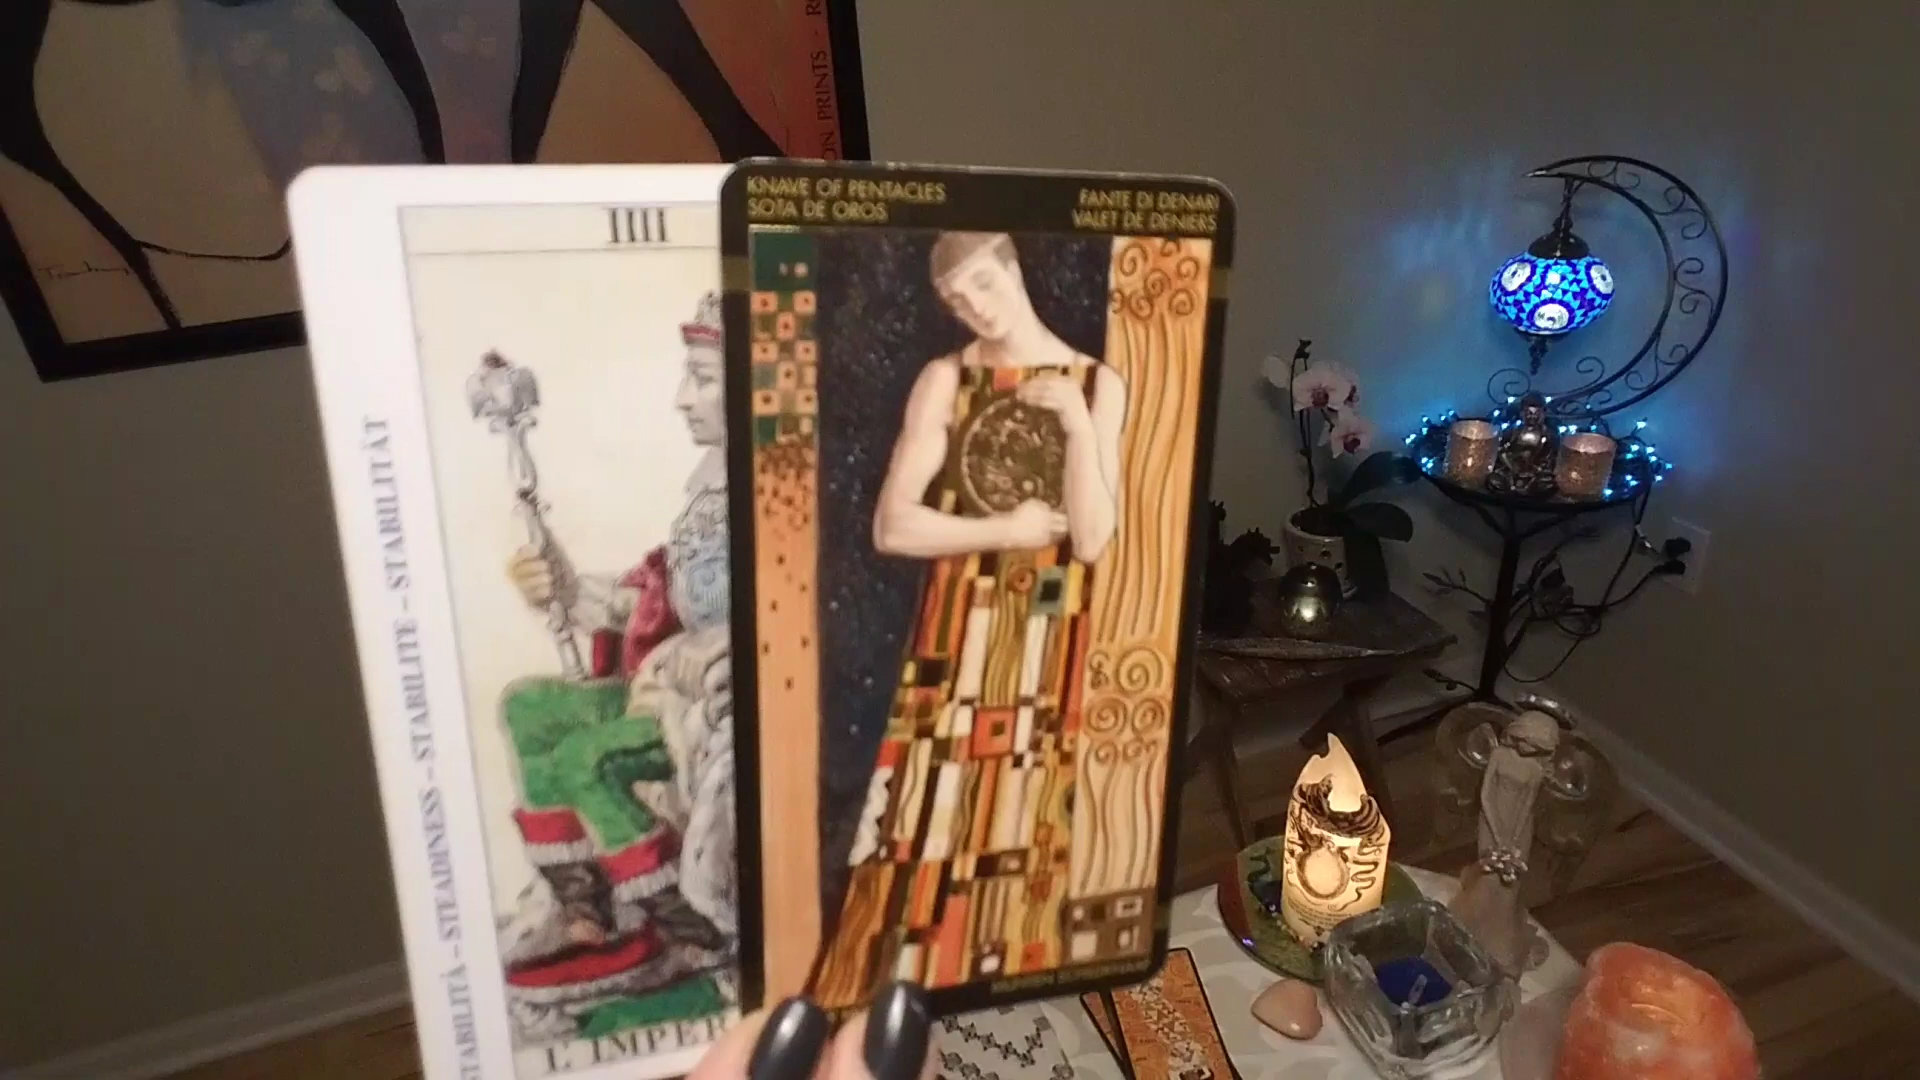 ON PRINTS - R
KNAVE OF PENTACLES
SOTA DE OROS
FANTE DI DENARI
VALET DE DENIERS
IIII
STABILITÀ – STEADINESS – STABILITE – STABILITÄT
L' IMPER